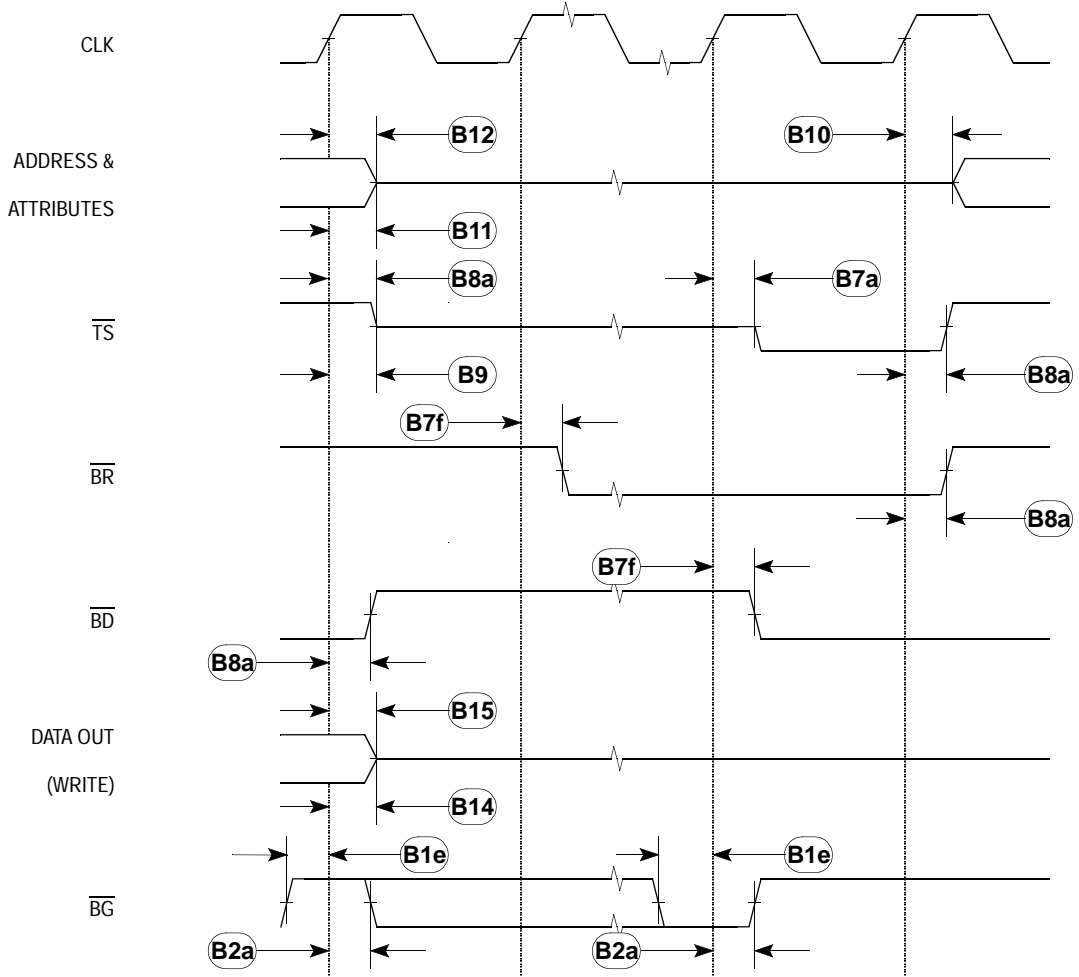 CLK
B12
B10
ADDRESS &
ATTRIBUTES
B11
B8a
B7a
TS
B9
B8a
B7f
BR
B8a
B7f
BD
B8a
B15
DATA OUT
(WRITE)
B14
B1e
B1e
BG
B2a
B2a